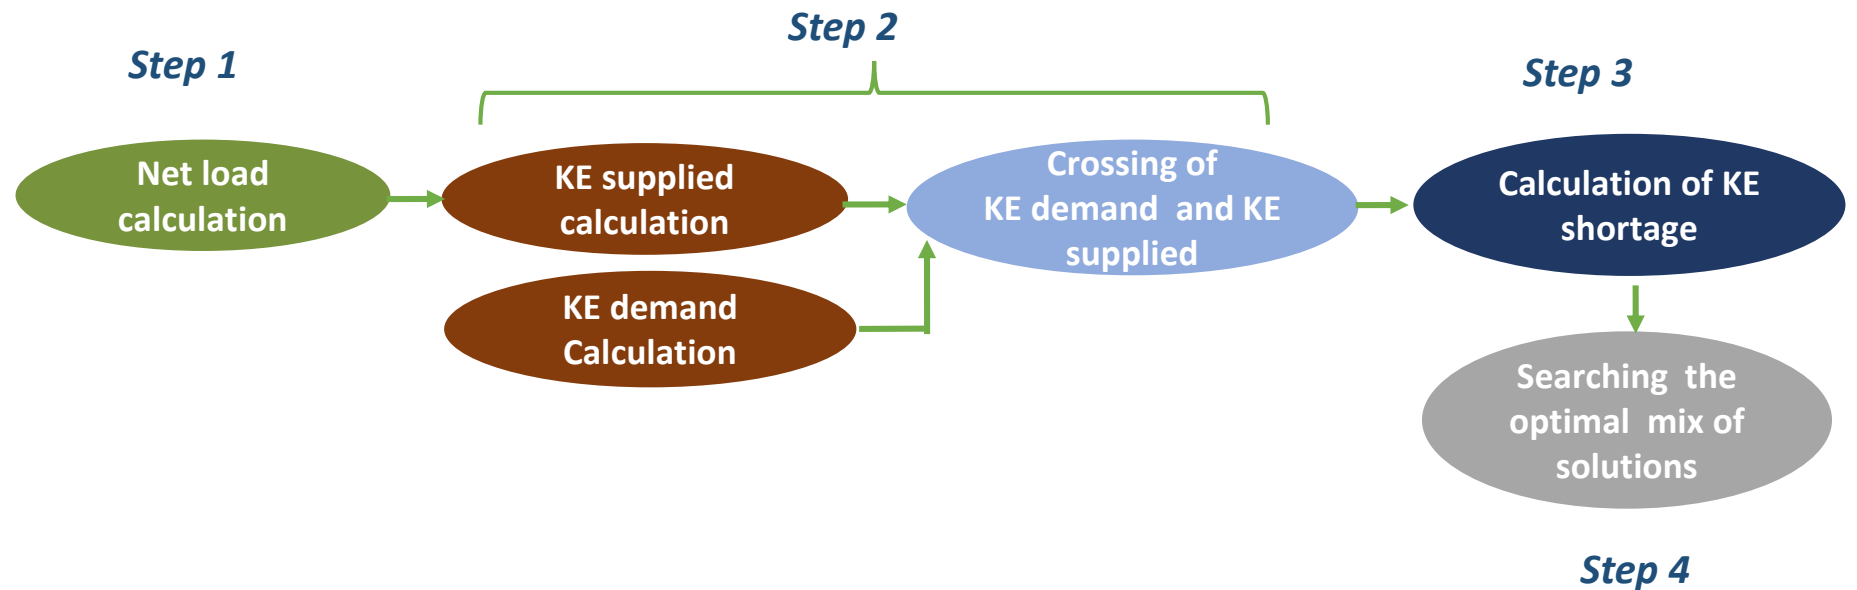 Step 1
Net load
calculation
Step 2
KE supplied
calculation
KE demand
Calculation
Crossing of
KE demand  and KE
supplied
Step 3
Calculation of KE
shortage
Searching  the
optimal  mix of
solutions
Step 4